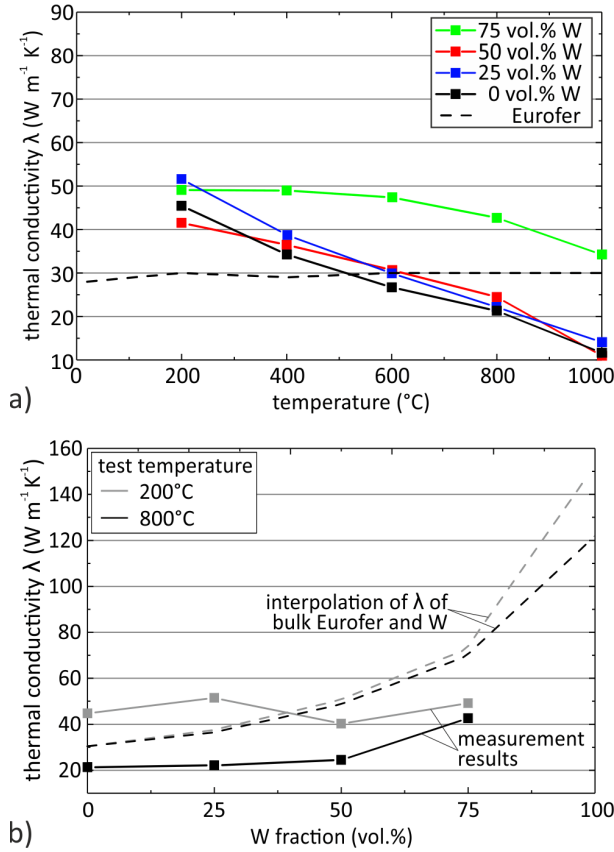 100
90
80
70
60
50
40
30
20
10
thermal conductivity λ (W m⁻¹ K⁻¹)
75 vol.% W
50 vol.% W
25 vol.% W
0 vol.% W
Eurofer
200
400
600
800
1000
temperature (°C)
a)
160
140
120
100
80
60
40
20
thermal conductivity λ (W m⁻¹ K⁻¹)
test temperature
200°C
800°C
interpolation of λ of
bulk Eurofer and W
measurement
results
0
25
50
75
100
W fraction (vol.%)
b)